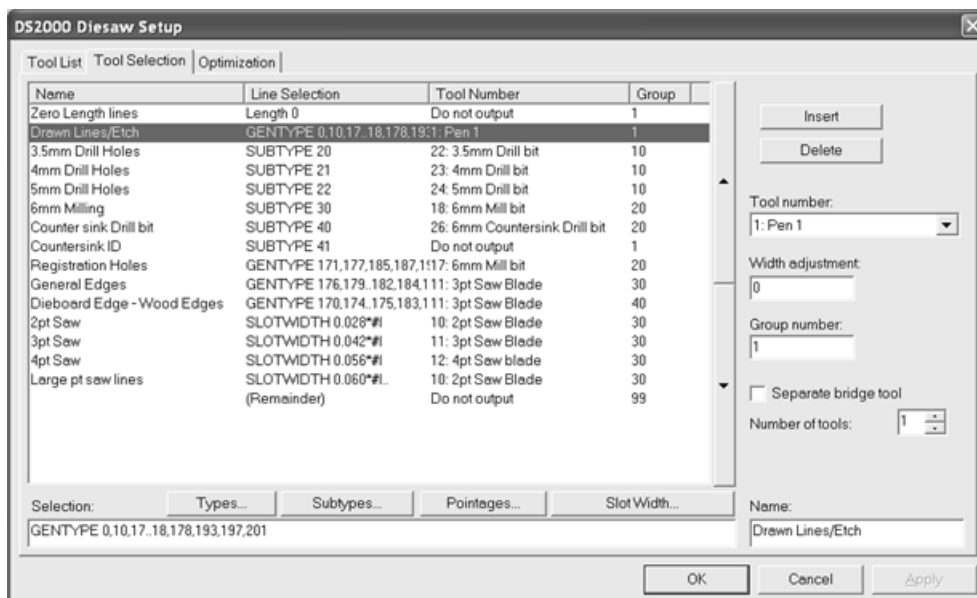 DS2000 Diesaw Setup
Tool List Tool Selection Optimization
Name Line Selection Tool Number Group
Zero Length lines Length 0 Do not output 1
Drawn Lines/Etch GENTYPE 0,10,17..18,178,193 1: Pen 1 1
3.5mm Drill Holes SUBTYPE 20 22: 3.5mm Drill bit 10
4mm Drill Holes SUBTYPE 21 23: 4mm Drill bit 10
5mm Drill Holes SUBTYPE 22 24: 5mm Drill bit 10
6mm Milling SUBTYPE 30 18: 6mm Mill bit 20
Counter sink Drill bit SUBTYPE 40 26: 6mm Countersink Drill bit 20
Countersink ID SUBTYPE 41 Do not output 1
Registration Holes GENTYPE 171,177,185,187,1 17: 6mm Mill bit 20
General Edges GENTYPE 176,179..182,184,1 11: 3pt Saw Blade 30
Dieboard Edge - Wood Edges GENTYPE 170,174..175,183,1 11: 3pt Saw Blade 40
2pt Saw SLOTWIDTH 0.028*#I 10: 2pt Saw Blade 30
3pt Saw SLOTWIDTH 0.042*#I 11: 3pt Saw Blade 30
4pt Saw SLOTWIDTH 0.056*#I 12: 4pt Saw blade 30
Large pt saw lines SLOTWIDTH 0.060*#I.. 10: 2pt Saw Blade 30
(Remainder) Do not output 99
Insert
Delete
Tool number:
1: Pen 1
Width adjustment:
0
Group number:
1
Separate bridge tool
Number of tools: 1
Selection: Types... Subtypes... Pointages... Slot Width...
GENTYPE 0,10,17..18,178,193,197,201
Name:
Drawn Lines/Etch
OK Cancel Apply